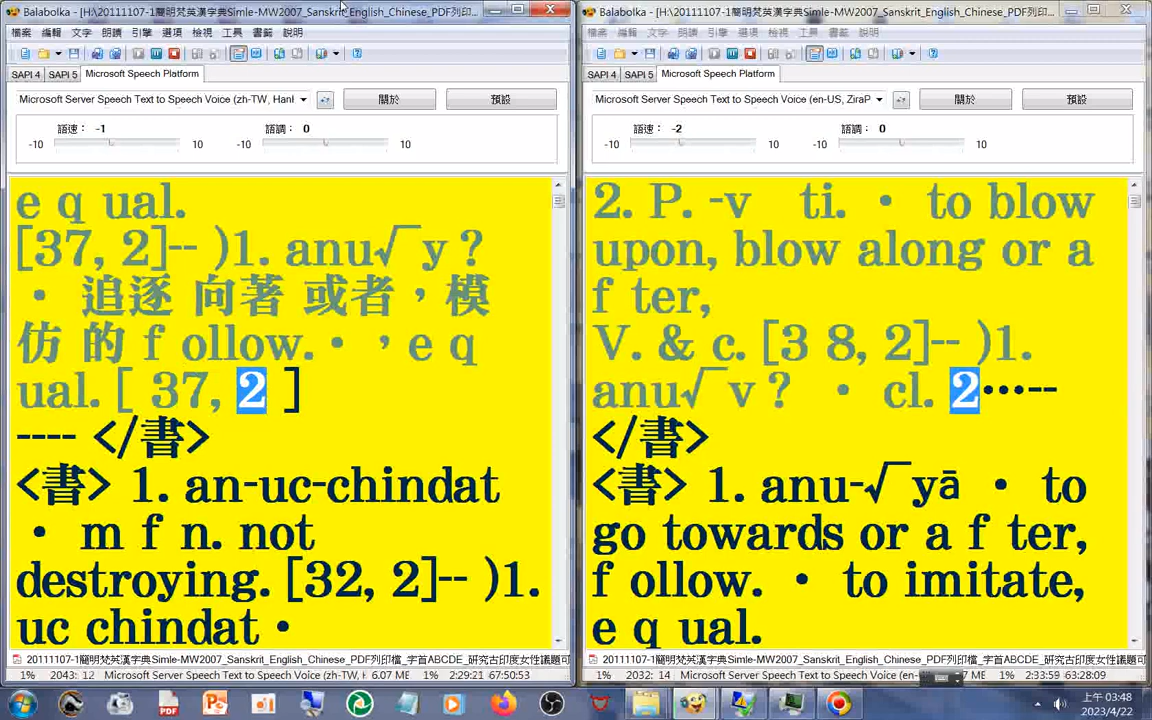 Balabolka - [H:\20111107-1簡明梵英漢字典Simle-MW2007_Sanskrit_English_Chinese_PDF列印
檔案 編輯 文字 朗讀 引擎 選項 檢視 工具 書籤 說明
SAPI 4 SAPI 5 Microsoft Speech Platform
Microsoft Server Speech Text to Speech Voice (zh-TW, HanI
關於 預設
語速： -1 語調： 0
-10 10 -10 10
e q ual.
[37, 2]-- )1. anu√ y ?
• 追逐 向著 或者，模
仿 的 f ollow.•，e q
ual. [ 37, 2 ]
---- </書>
<書> 1. an-uc-chindat
• m f n. not
destroying. [32, 2]-- )1.
uc chindat •
20111107-1簡明梵英漢字典Simle-MW2007_Sanskrit_English_Chinese_PDF列印檔_字首ABCDE_研究古印度女性議題可
1% 2043: 12 Microsoft Server Speech Text to Speech Voice (zh-TW, H 6.07 MB 1% 2:29:21 67:50:53
Balabolka - [H:\20111107-1簡明梵英漢字典Simle-MW2007_Sanskrit_English_Chinese_PDF列印
檔案 編輯 文字 朗讀 引擎 選項 檢視 工具 書籤 說明
SAPI 4 SAPI 5 Microsoft Speech Platform
Microsoft Server Speech Text to Speech Voice (en-US, ZiraP
關於 預設
語速： -2 語調： 0
-10 10 -10 10
2. P. -v ti. • to blow
upon, blow along or a
f ter,
V. & c. [3 8, 2]-- )1.
anu√ v ? • cl. 2…--
</書>
<書> 1. anu-√ yā • to
go towards or a f ter,
f ollow. • to imitate,
e q ual.
20111107-1簡明梵英漢字典Simle-MW2007_Sanskrit_English_Chinese_PDF列印檔_字首ABCDE_研究古印度女性議題可
1% 2032: 14 Microsoft Server Speech Text to Speech Voice (en-US, 1% 2:33:59 63:28:09
上午 03:48
2023/4/22